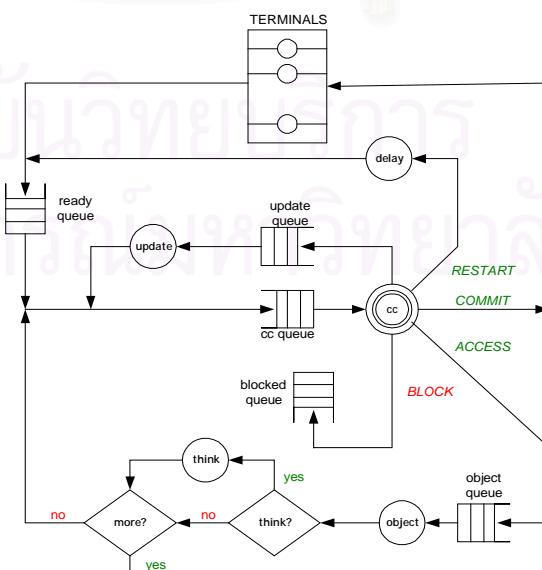 TERMINALS
delay
ready
queue
update
queue
update
RESTART
COMMIT
cc
cc queue
ACCESS
blocked
queue
BLOCK
think
yes
object
queue
no
more?
no
think?
object
yes